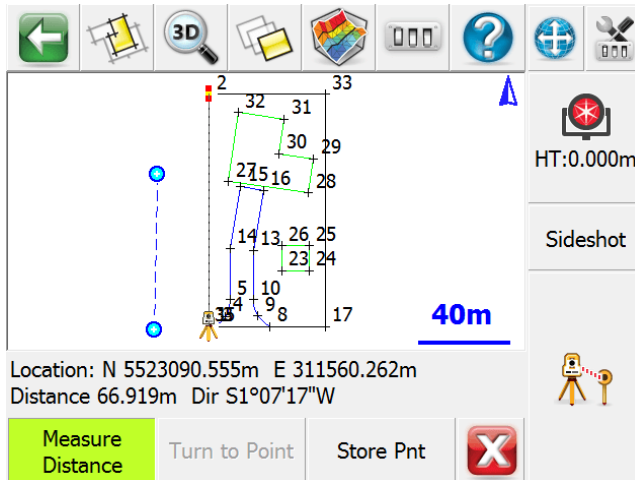 3D
2
33
32
31
30
29
27
15
16
28
14
13
26
25
23
24
5
10
4
9
8
17
40m
HT:0.000m
Sideshot
Location: N 5523090.555m E 311560.262m
Distance 66.919m Dir S1°07'17"W
Measure
Distance
Turn to Point
Store Pnt